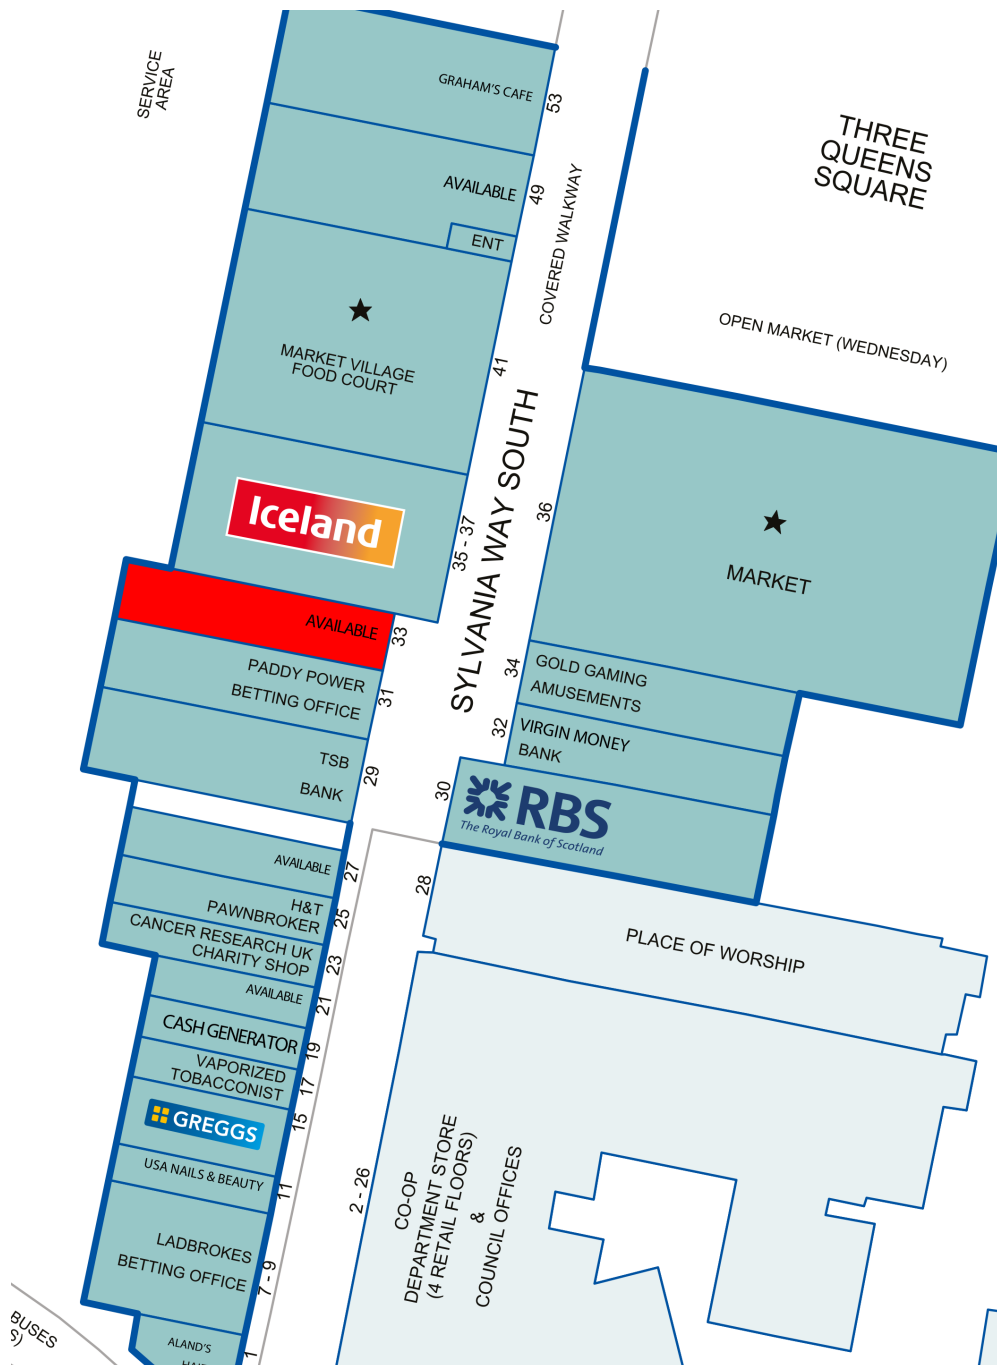 SERVICE
AREA
GRAHAM'S CAFE
53
AVAILABLE
49
ENT
COVERED WALKWAY
THREE
QUEENS
SQUARE
OPEN MARKET (WEDNESDAY)
MARKET VILLAGE
FOOD COURT
41
Iceland
35 - 37
SYLVANIA WAY SOUTH
36
MARKET
AVAILABLE
33
PADDY POWER
BETTING OFFICE
31
TSB
BANK
29
34
GOLD GAMING
AMUSEMENTS
32
VIRGIN MONEY
BANK
30
RBS
The Royal Bank of Scotland
AVAILABLE
27
H&T
PAWNBROKER
25
CANCER RESEARCH UK
CHARITY SHOP
23
AVAILABLE
21
CASH GENERATOR
19
VAPORIZED
TOBACCONIST
17
GREGGS
15
USA NAILS & BEAUTY
11
LADBROKES
BETTING OFFICE
7 - 9
ALAND'S
1
28
PLACE OF WORSHIP
2 - 26
CO-OP
DEPARTMENT STORE
(4 RETAIL FLOORS)
&
COUNCIL OFFICES
BUSES
S)